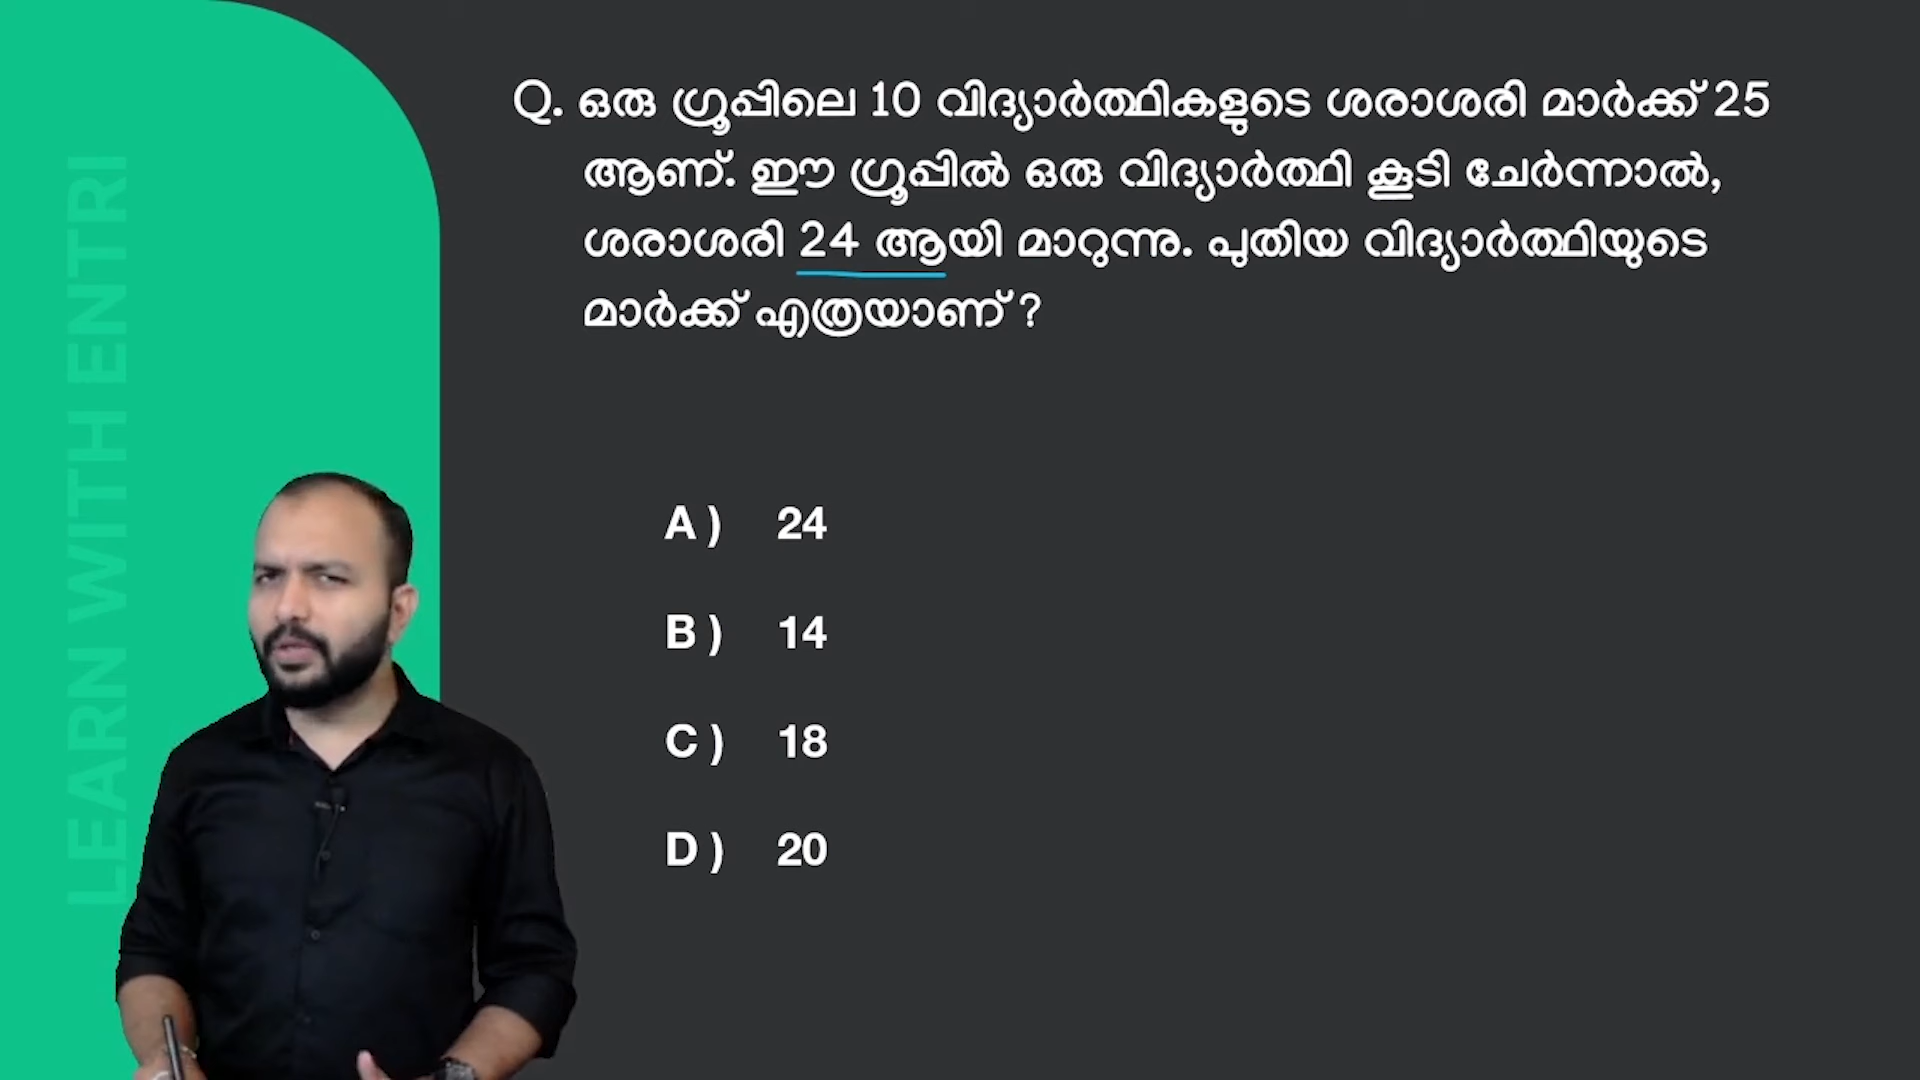 LEARN WITH ENTRI
Q. ഒരു ഗ്രൂപ്പിലെ 10 വിദ്യാർത്ഥികളുടെ ശരാശരി മാർക്ക് 25
ആണ്. ഈ ഗ്രൂപ്പിൽ ഒരു വിദ്യാർത്ഥി കൂടി ചേർന്നാൽ,
ശരാശരി 24 ആയി മാറുന്നു. പുതിയ വിദ്യാർത്ഥിയുടെ
മാർക്ക് എത്രയാണ് ?
A ) 24
B ) 14
C ) 18
D ) 20